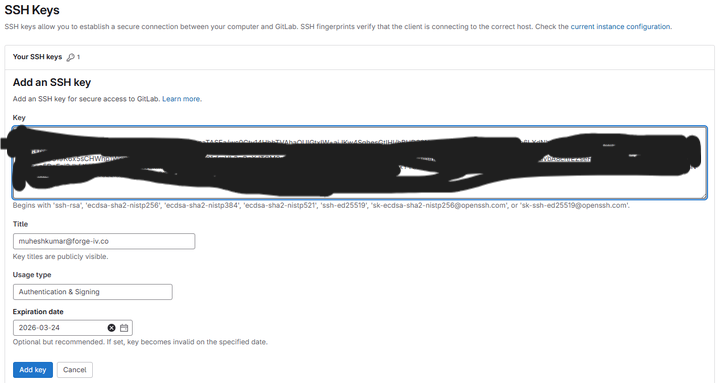 SSH Keys
SSH keys allow you to establish a secure connection between your computer and GitLab. SSH fingerprints verify that the client is connecting to the correct host. Check the current instance configuration.
Your SSH keys 1
Add an SSH key
Add an SSH key for secure access to GitLab. Learn more.
Key
Begins with 'ssh-rsa', 'ecdsa-sha2-nistp256', 'ecdsa-sha2-nistp384', 'ecdsa-sha2-nistp521', 'ssh-ed25519', 'sk-ecdsa-sha2-nistp256@openssh.com', or 'sk-ssh-ed25519@openssh.com'.
Title
muheshkumar@forge-iv.co
Key titles are publicly visible.
Usage type
Authentication & Signing
Expiration date
2026-03-24
Optional but recommended. If set, key becomes invalid on the specified date.
Add key
Cancel